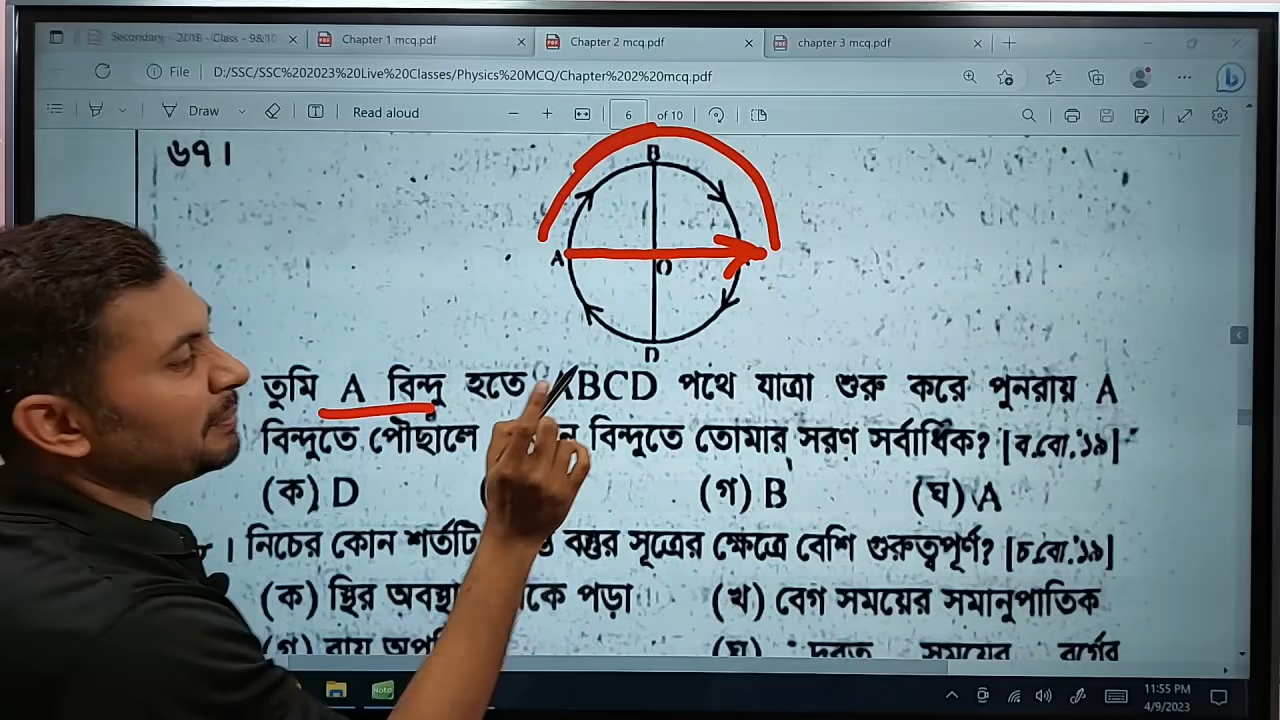 Secondary - 2018 - Class - 9&10
Chapter 1 mcq.pdf
Chapter 2 mcq.pdf
chapter 3 mcq.pdf
File
D:/SSC/SSC%202023%20Live%20Classes/Physics%20MCQ/Chapter%202%20mcq.pdf
Draw
Read aloud
6 of 10
৬৭।
B
A
O
D
তুমি A বিন্দু হতে ABCD পথে যাত্রা শুরু করে পুনরায় A
বিন্দুতে পৌছালে বিন্দুতে তোমার সরণ সর্বাধিক? [ব.বো.'১৯]
(ক) D (গ) B (ঘ) A
। নিচের কোন শর্তটি বস্তুর সূত্রের ক্ষেত্রে বেশি গুরুত্বপূর্ণ? [চ.বো.'১৯]
(ক) স্থির অবস্থা পড়া (খ) বেগ সময়ের সমানুপাতিক
(গ) (ঘ) দূরত্ব সময়ের বর্গের
11:55 PM
4/9/2023